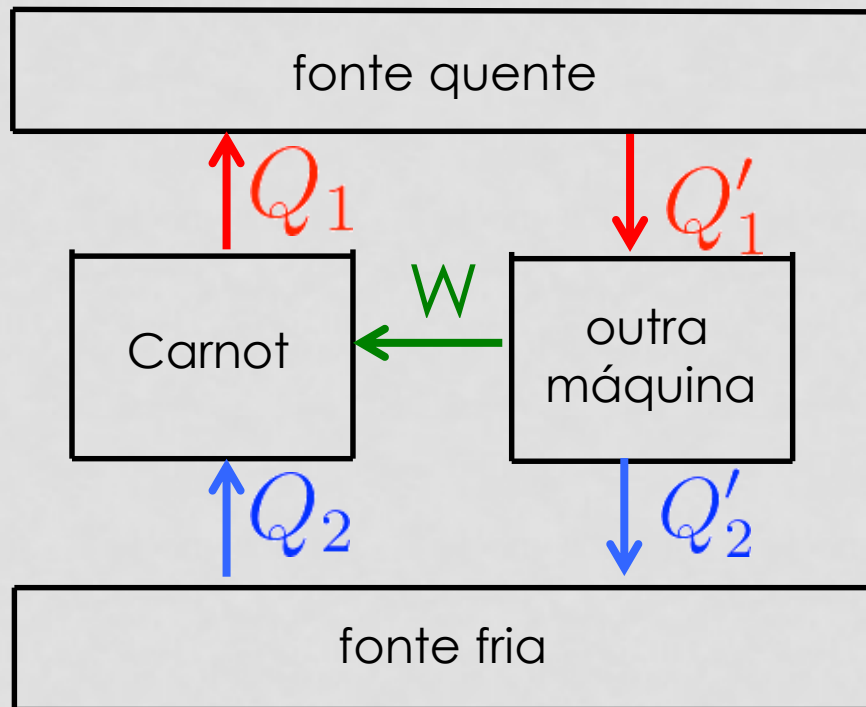 fonte quente
Q₁
Q′₁
W
Carnot
outra
máquina
Q₂
Q′₂
fonte fria